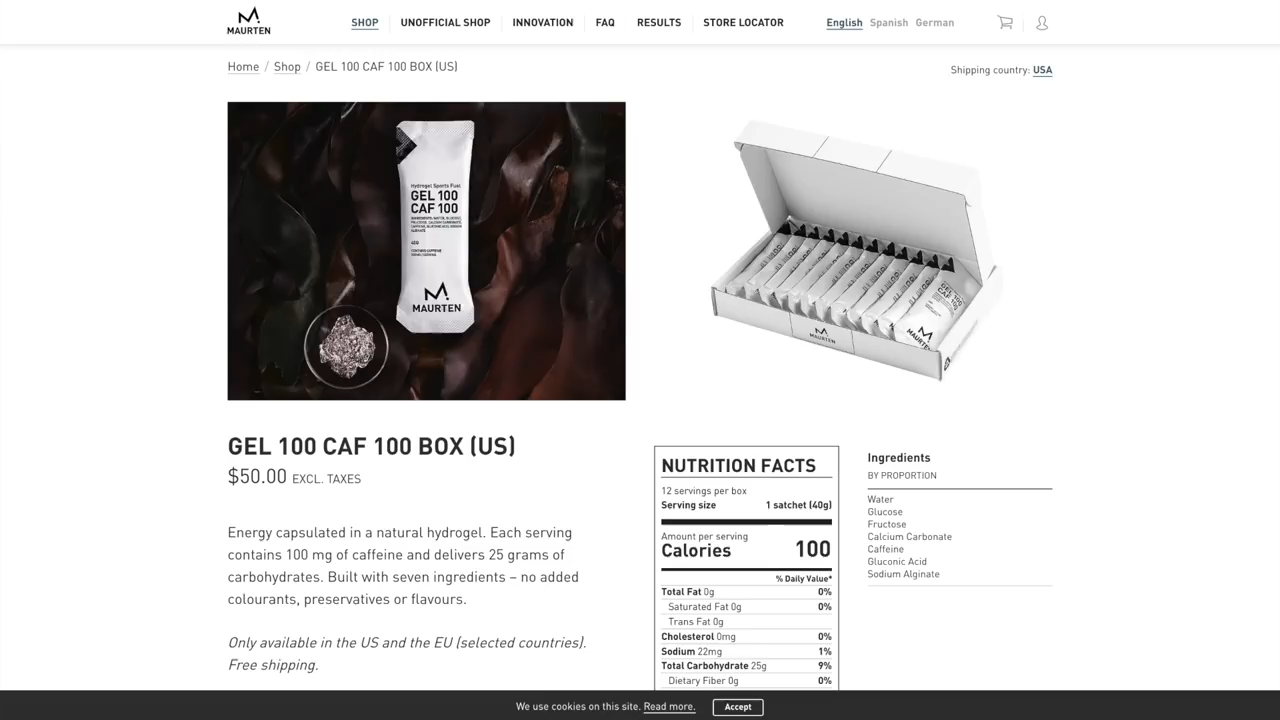 MAURTEN
SHOP
UNOFFICIAL SHOP
INNOVATION
FAQ
RESULTS
STORE LOCATOR
English Spanish German
Home / Shop / GEL 100 CAF 100 BOX (US)
Shipping country: USA
Hydrogel Sports Fuel
GEL 100
CAF 100
40G
MAURTEN
GEL 100
CAF 100
MAURTEN
GEL 100 CAF 100 BOX (US)
$50.00 EXCL. TAXES
Energy capsulated in a natural hydrogel. Each serving
contains 100 mg of caffeine and delivers 25 grams of
carbohydrates. Built with seven ingredients – no added
colourants, preservatives or flavours.
Only available in the US and the EU (selected countries).
Free shipping.
NUTRITION FACTS
12 servings per box
Serving size 1 satchet (40g)
Amount per serving
Calories 100
% Daily Value*
Total Fat 0g 0%
Saturated Fat 0g 0%
Trans Fat 0g
Cholesterol 0mg 0%
Sodium 22mg 1%
Total Carbohydrate 25g 9%
Dietary Fiber 0g 0%
Ingredients
BY PROPORTION
Water
Glucose
Fructose
Calcium Carbonate
Caffeine
Gluconic Acid
Sodium Alginate
We use cookies on this site. Read more.
Accept